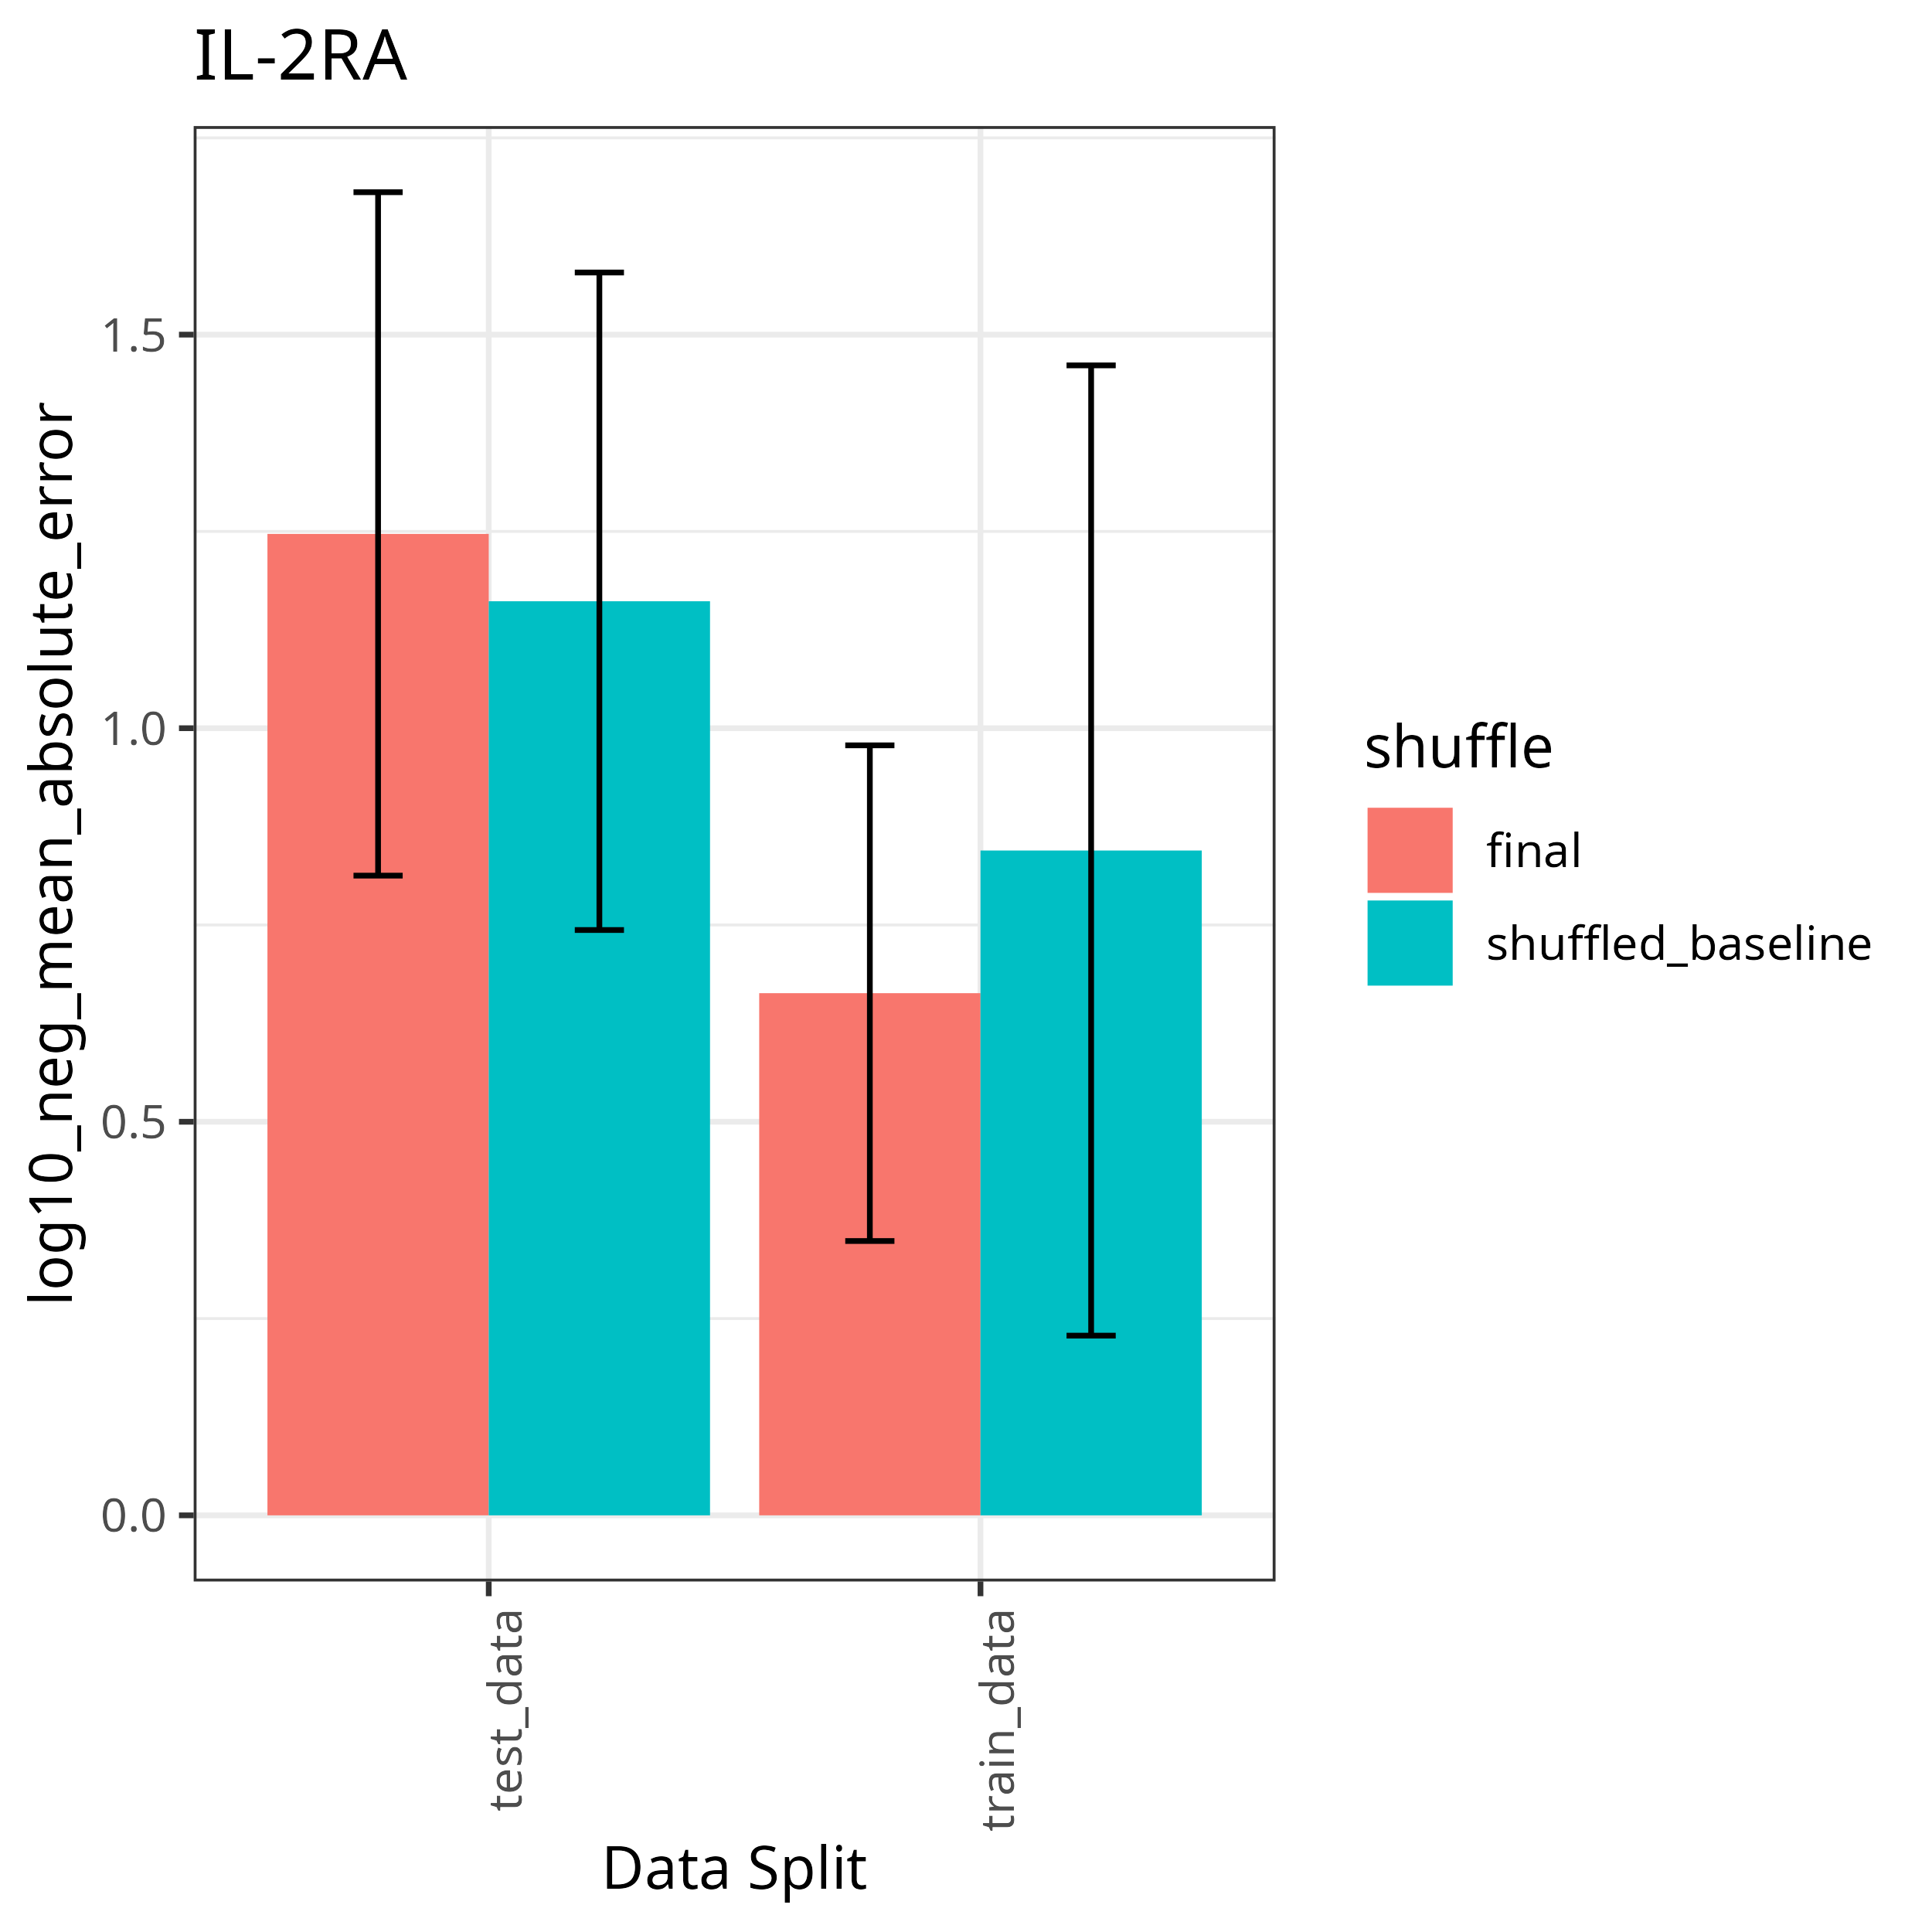 IL-2RA
log10_neg_mean_absolute_error
1.5
1.0
0.5
0.0
test_data
train_data
Data Split
shuffle
final
shuffled_baseline